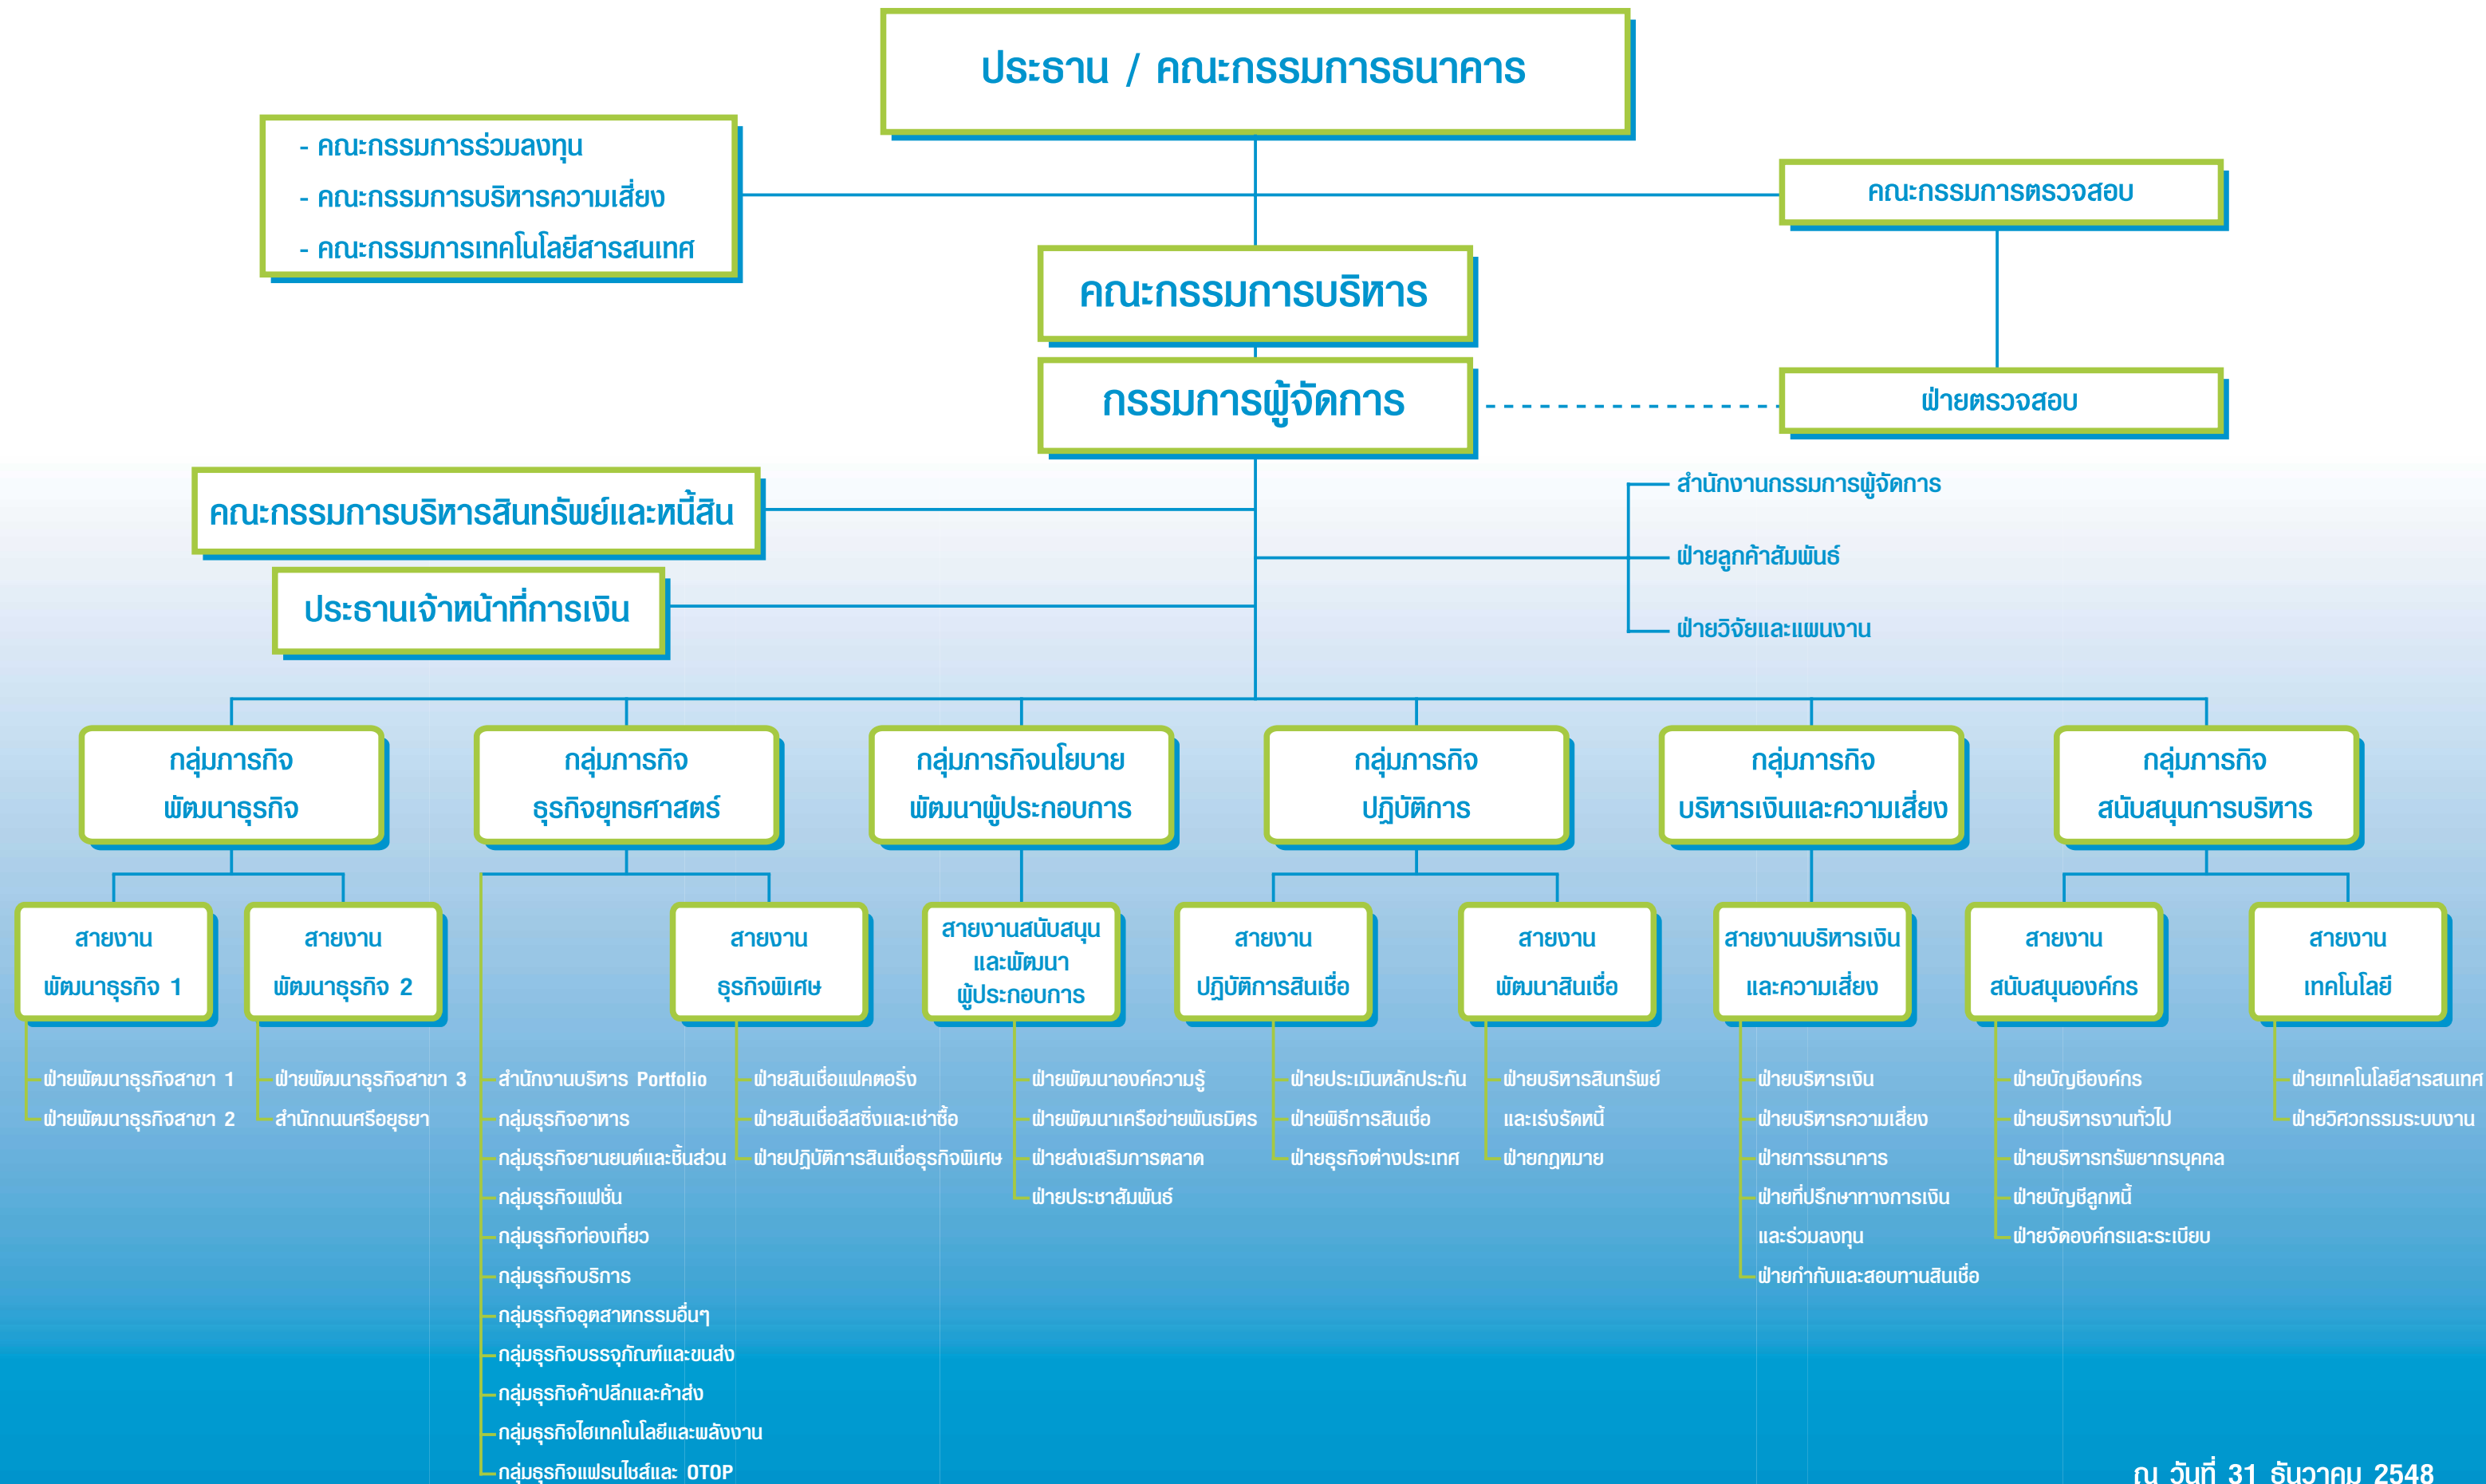 ประธาน / คณะกรรมการธนาคาร
- คณะกรรมการร่วมลงทุน
- คณะกรรมการบริหารความเสี่ยง
- คณะกรรมการเทคโนโลยีสารสนเทศ
คณะกรรมการตรวจสอบ
คณะกรรมการบริหาร
กรรมการผู้จัดการ
ฝ่ายตรวจสอบ
คณะกรรมการบริหารสินทรัพย์และหนี้สิน
ประธานเจ้าหน้าที่การเงิน
สำนักงานกรรมการผู้จัดการ
ฝ่ายลูกค้าสัมพันธ์
ฝ่ายวิจัยและแผนงาน
กลุ่มภารกิจ
พัฒนาธุรกิจ
กลุ่มภารกิจ
ธุรกิจยุทธศาสตร์
กลุ่มภารกิจนโยบาย
พัฒนาผู้ประกอบการ
กลุ่มภารกิจ
ปฏิบัติการ
กลุ่มภารกิจ
บริหารเงินและความเสี่ยง
กลุ่มภารกิจ
สนับสนุนการบริหาร
สายงาน
พัฒนาธุรกิจ 1
สายงาน
พัฒนาธุรกิจ 2
สายงาน
ธุรกิจพิเศษ
สายงานสนับสนุน
และพัฒนา
ผู้ประกอบการ
สายงาน
ปฏิบัติการสินเชื่อ
สายงาน
พัฒนาสินเชื่อ
สายงานบริหารเงิน
และความเสี่ยง
สายงาน
สนับสนุนองค์กร
สายงาน
เทคโนโลยี
ฝ่ายพัฒนาธุรกิจสาขา 1
ฝ่ายพัฒนาธุรกิจสาขา 2
ฝ่ายพัฒนาธุรกิจสาขา 3
สำนักถนนศรีอยุธยา
สำนักงานบริหาร Portfolio
กลุ่มธุรกิจอาหาร
กลุ่มธุรกิจยานยนต์และชิ้นส่วน
กลุ่มธุรกิจแฟชั่น
กลุ่มธุรกิจท่องเที่ยว
กลุ่มธุรกิจบริการ
กลุ่มธุรกิจอุตสาหกรรมอื่นๆ
กลุ่มธุรกิจบรรจุภัณฑ์และขนส่ง
กลุ่มธุรกิจค้าปลีกและค้าส่ง
กลุ่มธุรกิจไฮเทคโนโลยีและพลังงาน
กลุ่มธุรกิจแฟรนไชส์และ OTOP
ฝ่ายสินเชื่อแฟคตอริ่ง
ฝ่ายสินเชื่อลีสซิ่งและเช่าซื้อ
ฝ่ายปฏิบัติการสินเชื่อธุรกิจพิเศษ
ฝ่ายพัฒนาองค์ความรู้
ฝ่ายพัฒนาเครือข่ายพันธมิตร
ฝ่ายส่งเสริมการตลาด
ฝ่ายประชาสัมพันธ์
ฝ่ายประเมินหลักประกัน
ฝ่ายพิธีการสินเชื่อ
ฝ่ายธุรกิจต่างประเทศ
ฝ่ายบริหารสินทรัพย์
และเร่งรัดหนี้
ฝ่ายกฎหมาย
ฝ่ายบริหารเงิน
ฝ่ายบริหารความเสี่ยง
ฝ่ายการธนาคาร
ฝ่ายที่ปรึกษาทางการเงิน
และร่วมลงทุน
ฝ่ายกำกับและสอบทานสินเชื่อ
ฝ่ายบัญชีองค์กร
ฝ่ายบริหารงานทั่วไป
ฝ่ายบริหารทรัพยากรบุคคล
ฝ่ายบัญชีลูกหนี้
ฝ่ายจัดองค์กรและระเบียบ
ฝ่ายเทคโนโลยีสารสนเทศ
ฝ่ายวิศวกรรมระบบงาน
ณ วันที่ 31 ธันวาคม 2548